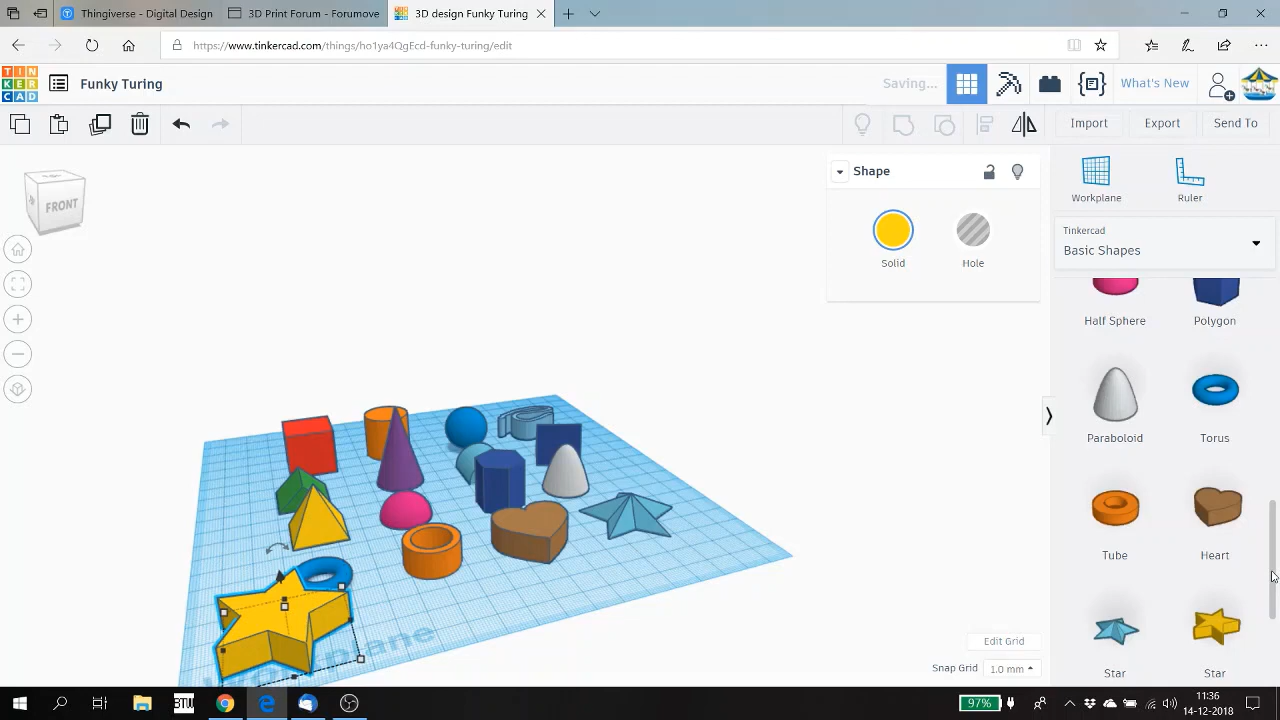 Thingiverse - Digital Design
3D Print Forum - Forumove
3D design Funky Turing
https://www.tinkercad.com/things/ho1ya4QgEcd-funky-turing/edit
TIN
KER
CAD
Funky Turing
Saving...
What's New
Import
Export
Send To
FRONT
Shape
Solid
Hole
Workplane
Ruler
Tinkercad
Basic Shapes
Half Sphere
Polygon
Paraboloid
Torus
Tube
Heart
Star
Star
Edit Grid
Snap Grid
1.0 mm
BTW
97%
11:36
14-12-2018